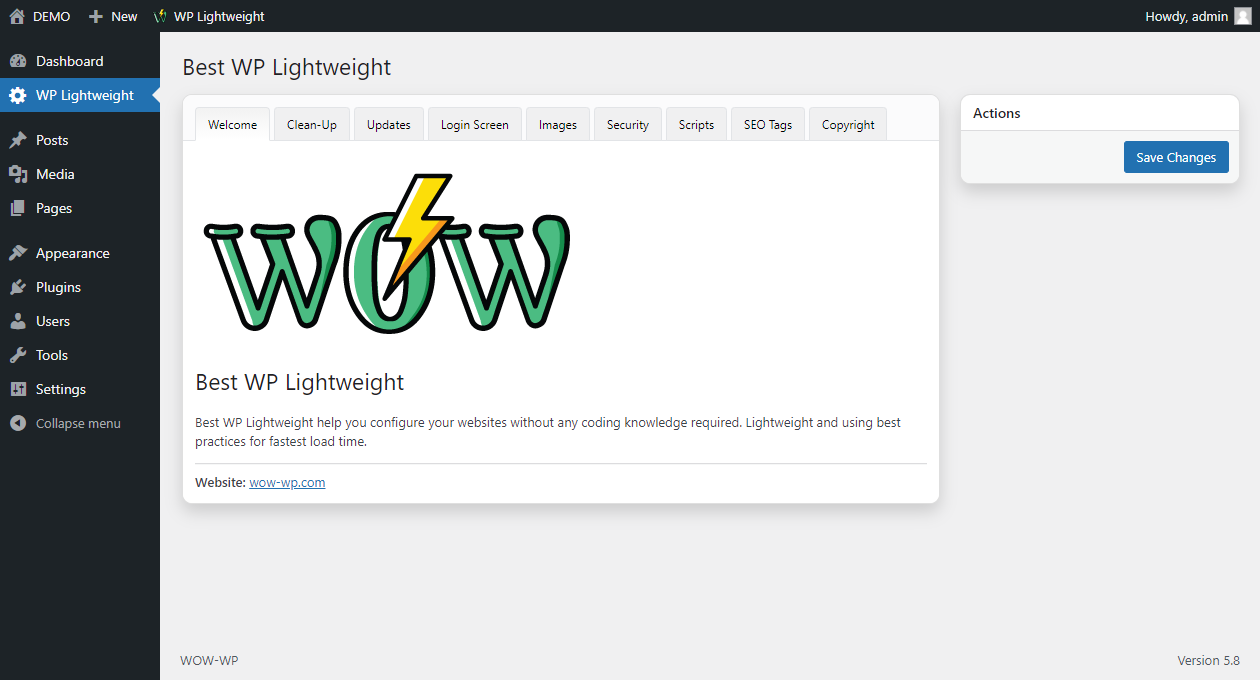 DEMO New WP Lightweight Howdy, admin
Dashboard
WP Lightweight
Posts
Media
Pages
Appearance
Plugins
Users
Tools
Settings
Collapse menu
Best WP Lightweight
Welcome Clean-Up Updates Login Screen Images Security Scripts SEO Tags Copyright
WOW
Best WP Lightweight
Best WP Lightweight help you configure your websites without any coding knowledge required. Lightweight and using best
practices for fastest load time.
Website: wow-wp.com
Actions
Save Changes
WOW-WP Version 5.8